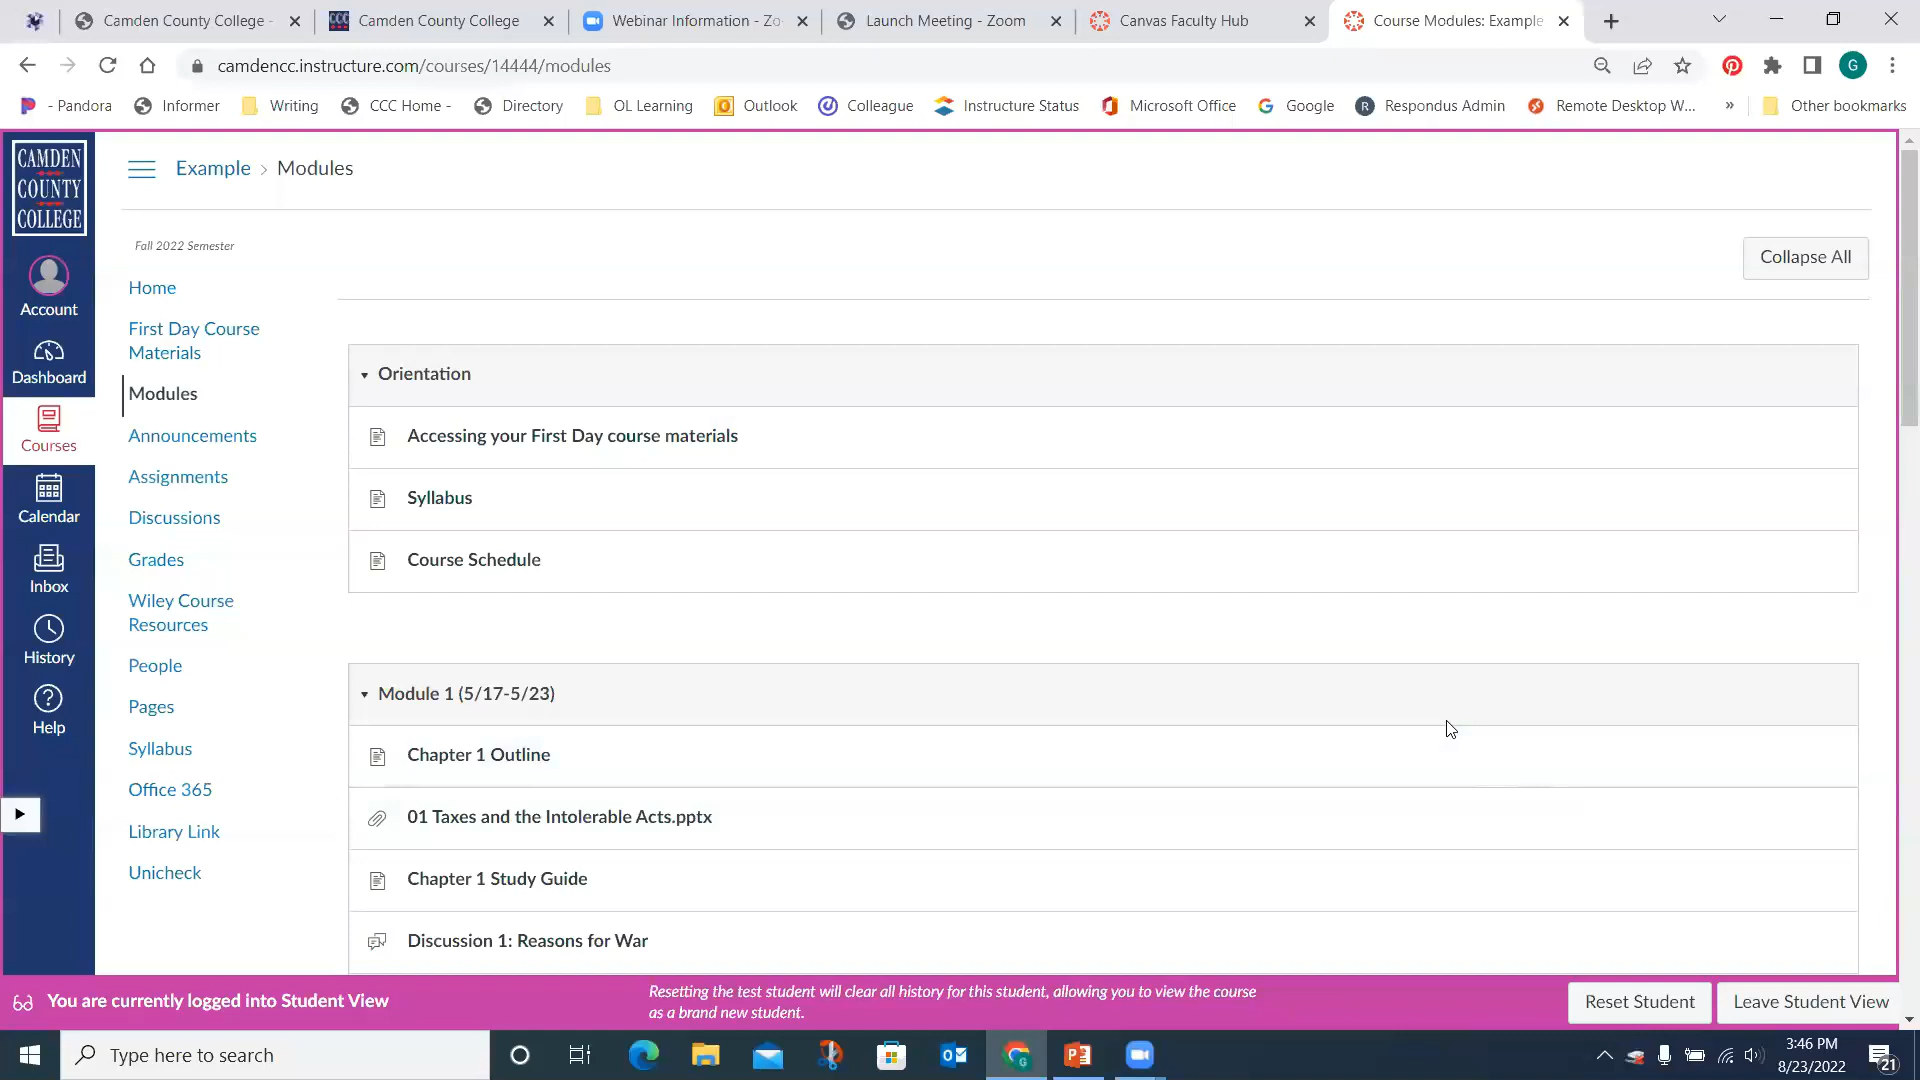 Camden County College -
Camden County College
Webinar Information - Zo
Launch Meeting - Zoom
Canvas Faculty Hub
Course Modules: Example
camdencc.instructure.com/courses/14444/modules
G
- Pandora
Informer
Writing
CCC Home -
Directory
OL Learning
Outlook
Colleague
Instructure Status
Microsoft Office
Google
Respondus Admin
Remote Desktop W...
»
Other bookmarks
CAMDEN
COUNTY
COLLEGE
Account
Dashboard
Courses
Calendar
Inbox
History
Help
Example > Modules
Fall 2022 Semester
Home
First Day Course
Materials
Modules
Announcements
Assignments
Discussions
Grades
Wiley Course
Resources
People
Pages
Syllabus
Office 365
Library Link
Unicheck
Collapse All
Orientation
Accessing your First Day course materials
Syllabus
Course Schedule
Module 1 (5/17-5/23)
Chapter 1 Outline
01 Taxes and the Intolerable Acts.pptx
Chapter 1 Study Guide
Discussion 1: Reasons for War
You are currently logged into Student View
Resetting the test student will clear all history for this student, allowing you to view the course
as a brand new student.
Reset Student
Leave Student View
Type here to search
3:46 PM
8/23/2022
21